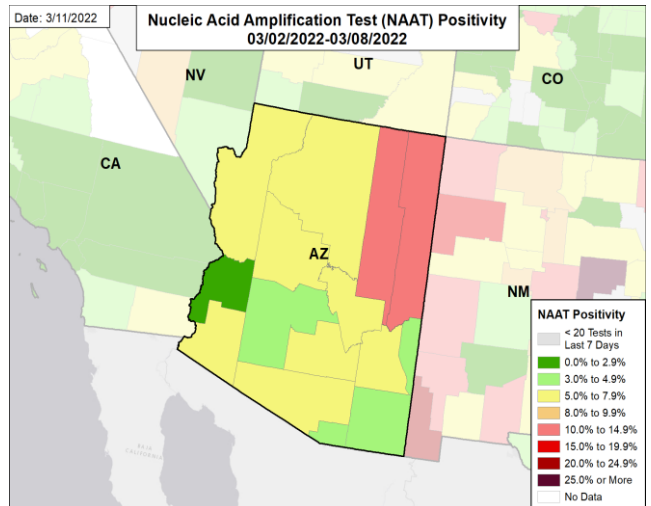 Date: 3/11/2022
Nucleic Acid Amplification Test (NAAT) Positivity
03/02/2022-03/08/2022
NV
UT
CO
CA
AZ
NM
BAJA
CALIFORNIA
NAAT Positivity
< 20 Tests in
Last 7 Days
0.0% to 2.9%
3.0% to 4.9%
5.0% to 7.9%
8.0% to 9.9%
10.0% to 14.9%
15.0% to 19.9%
20.0% to 24.9%
25.0% or More
No Data